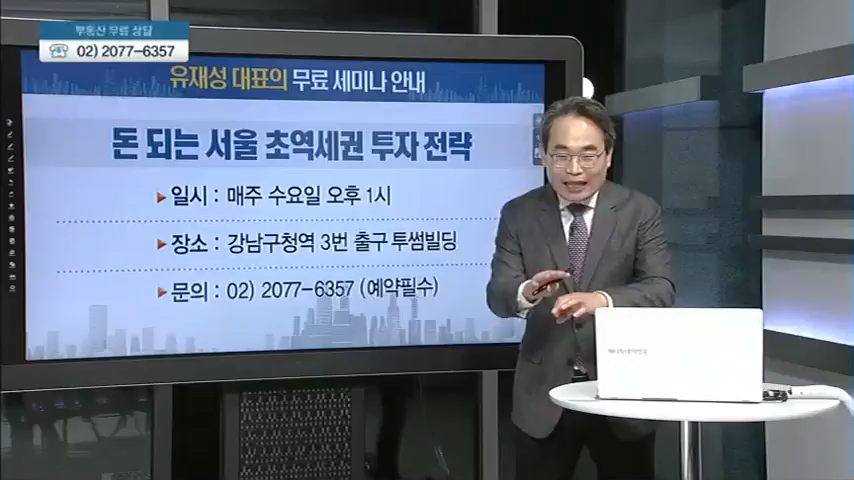 부동산 무료 상담
02) 2077-6357
유재성 대표의 무료 세미나 안내
돈 되는 서울 초역세권 투자 전략
▶일시 : 매주 수요일 오후 1시
▶장소 : 강남구청역 3번 출구 투썸빌딩
▶문의 : 02) 2077-6357 (예약필수)